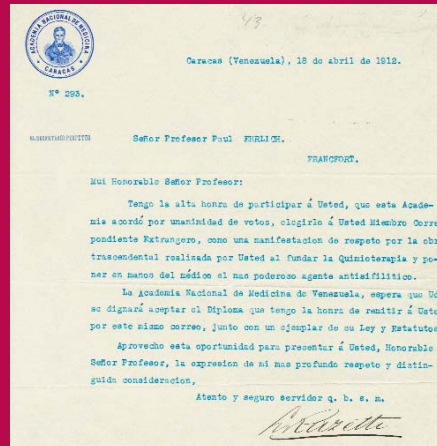 43
ACADEMIA NACIONAL DE MEDICINA
CARACAS
Caracas (Venezuela), 18 de abril de 1912.
Nº 293.
EL SECRETARIO PERPETUO
Señor Profesor Paul EHRLICH.
FRANCFORT.
Mui Honorable Señor Profesor:
Tengo la alta honra de participar á Usted, que esta Acade-
mia acordó por unanimidad de votos, elegirlo á Usted Miembro Corre
pondiente Extrangero, como una manifestacion de respeto por la obr
trascendental realizada por Usted al fundar la Quimioterapia y po-
ner en manos del médico el mas poderoso agente antisifilítico.
La Academia Nacional de Medicina de Venezuela, espera que Ud
se dignará aceptar el Diploma que tengo la honra de remitir á Uste
por este mismo correo, junto con un ejemplar de su Ley y Estatutos
Aprovecho esta oportunidad para presentar á Usted, Honorable
Señor Profesor, la expresion de mi mas profundo respeto y distin-
guida consideracion,
Atento y seguro servidor q. b. s. m.